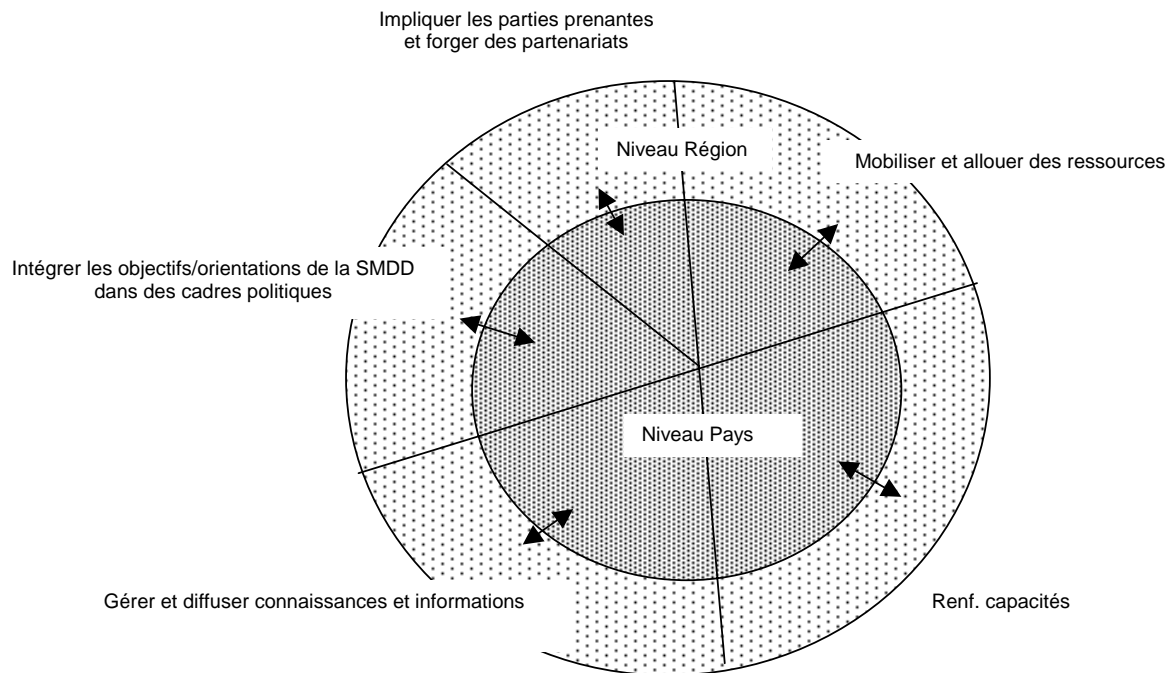 Impliquer les parties prenantes
et forger des partenariats
Niveau Région
Mobiliser et allouer des ressources
Intégrer les objectifs/orientations de la SMDD
dans des cadres politiques
Niveau Pays
Gérer et diffuser connaissances et informations
Renf. capacités